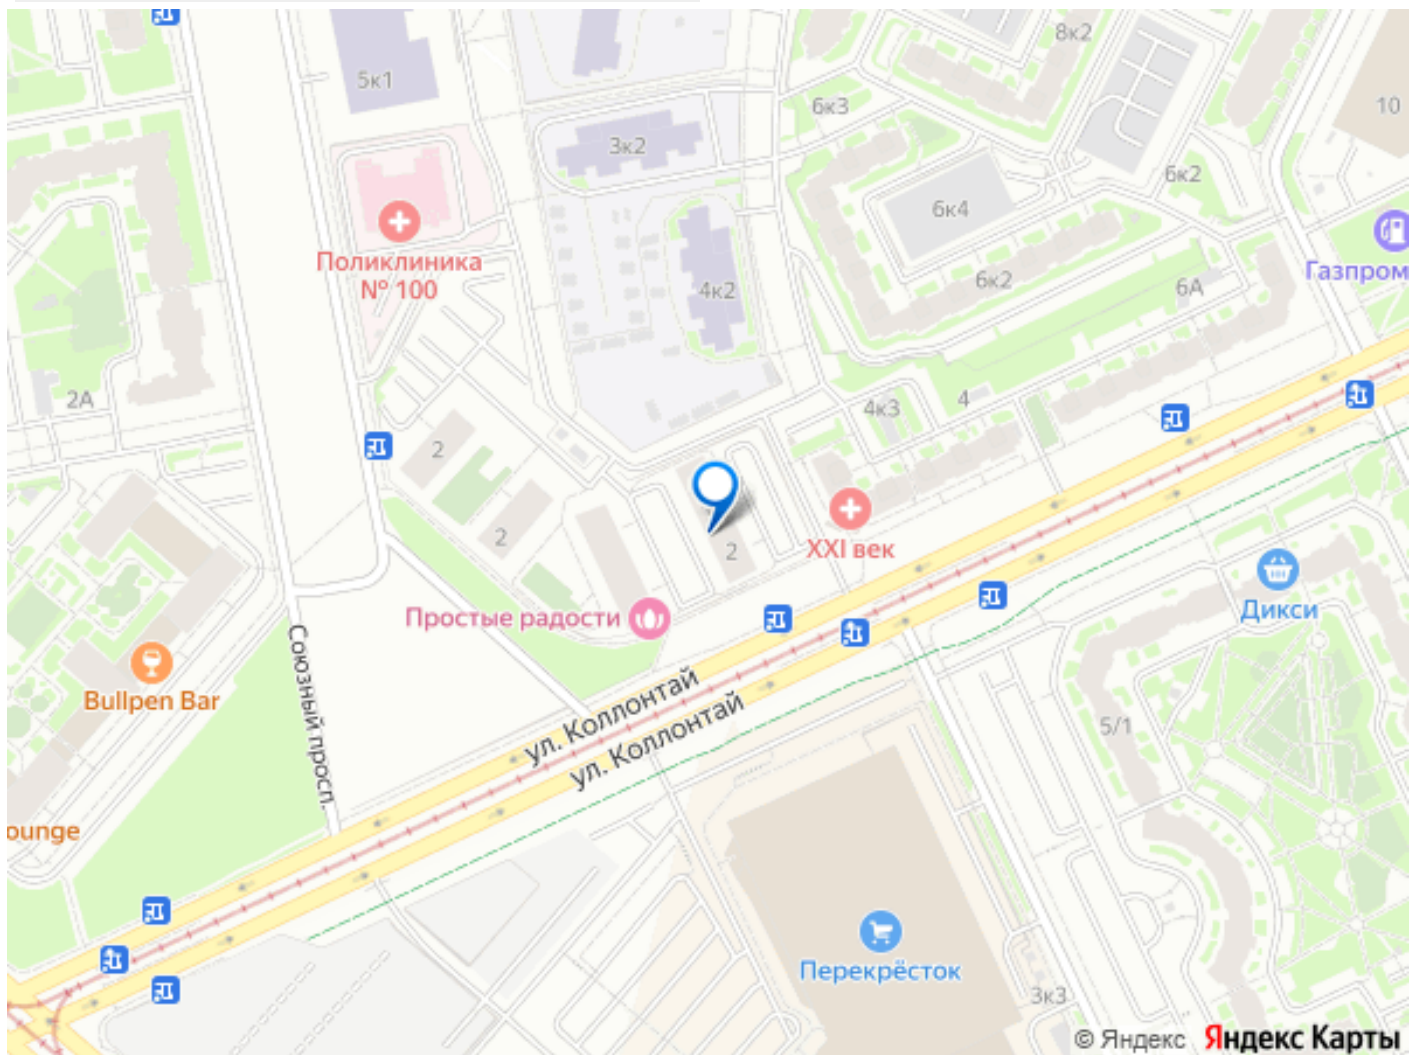 8к2
5к1
6к3
10
3к2
6к2
6к4
Поликлиника
№ 100
Газпром
4к2
6к2
6А
2А
4к3
4
2
XXI век
2
2
Дикси
Простые радости
Союзный просп.
Bullpen Bar
ул. Коллонтай
ул. Коллонтай
5/1
ounge
Перекрёсток
3к3
© Яндекс Яндекс Карты